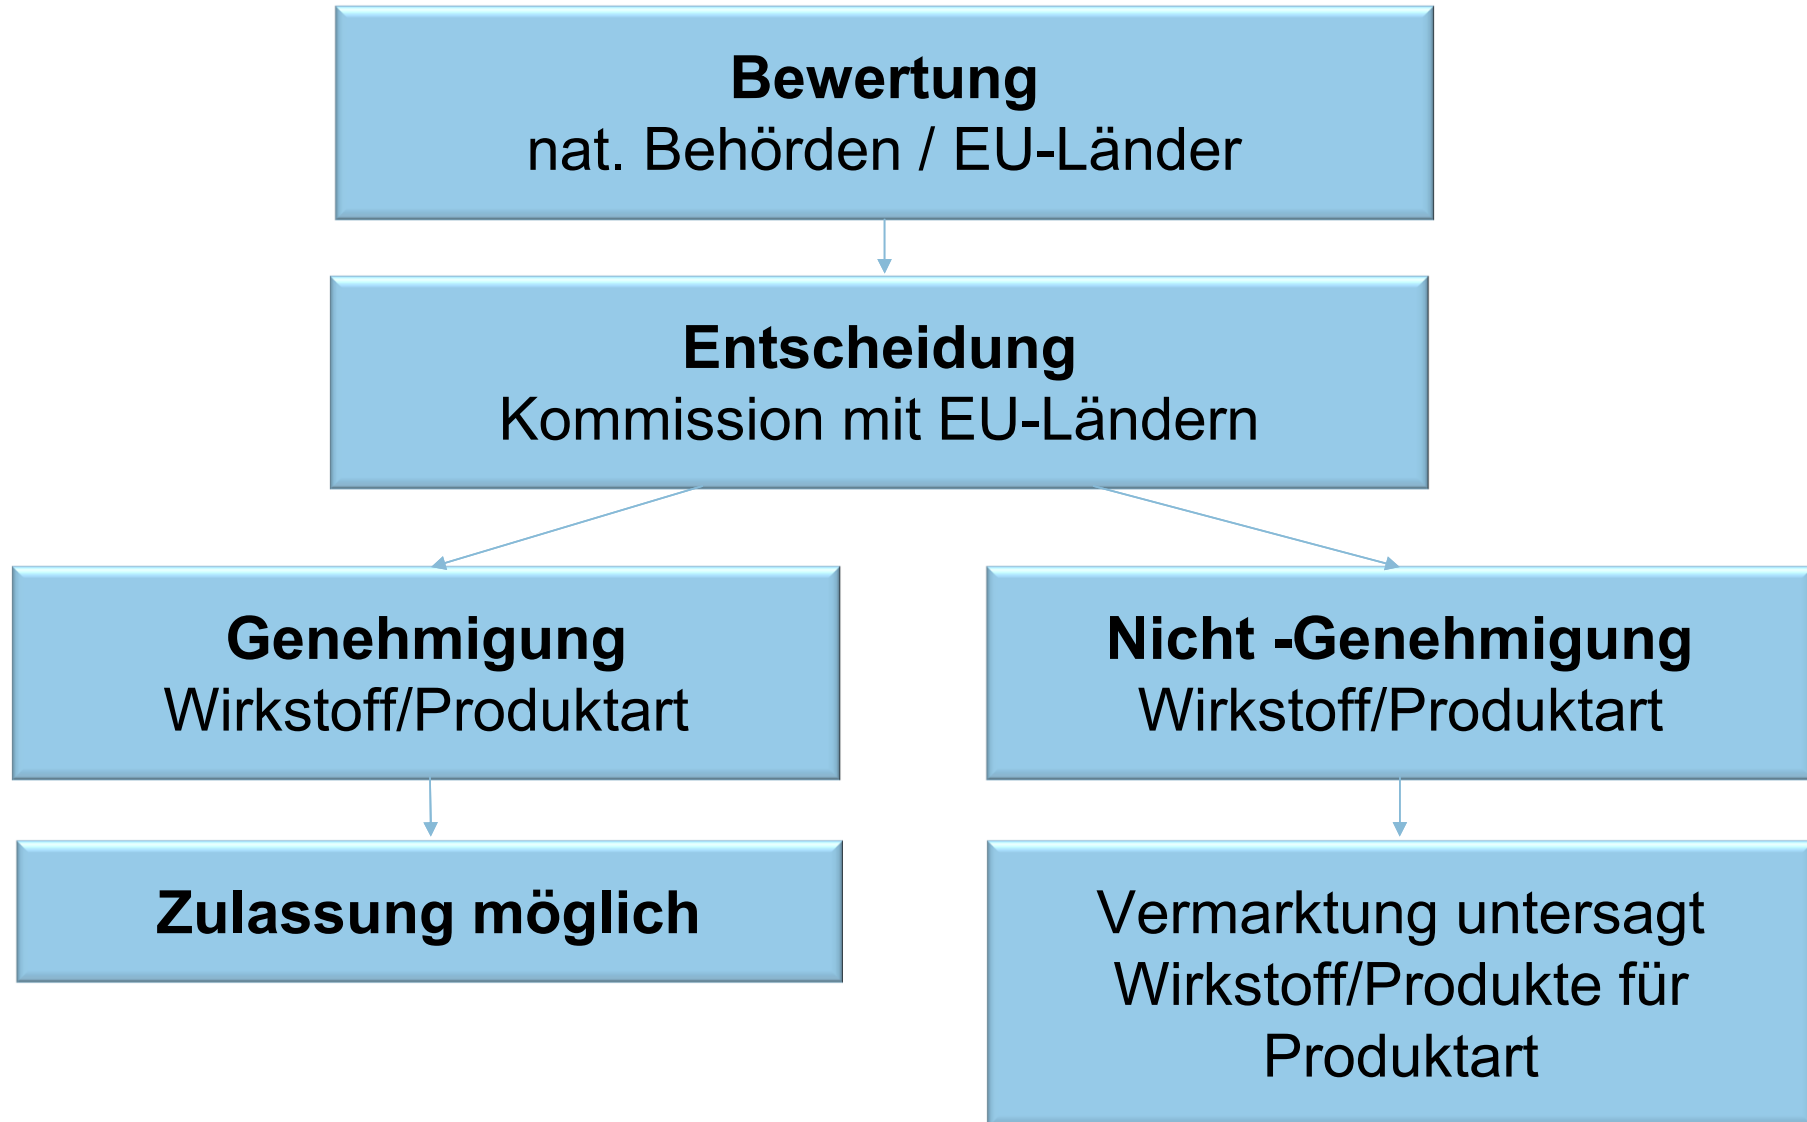 Bewertung
nat. Behörden / EU-Länder
Entscheidung
Kommission mit EU-Ländern
Genehmigung
Wirkstoff/Produktart
Nicht -Genehmigung
Wirkstoff/Produktart
Zulassung möglich
Vermarktung untersagt
Wirkstoff/Produkte für
Produktart